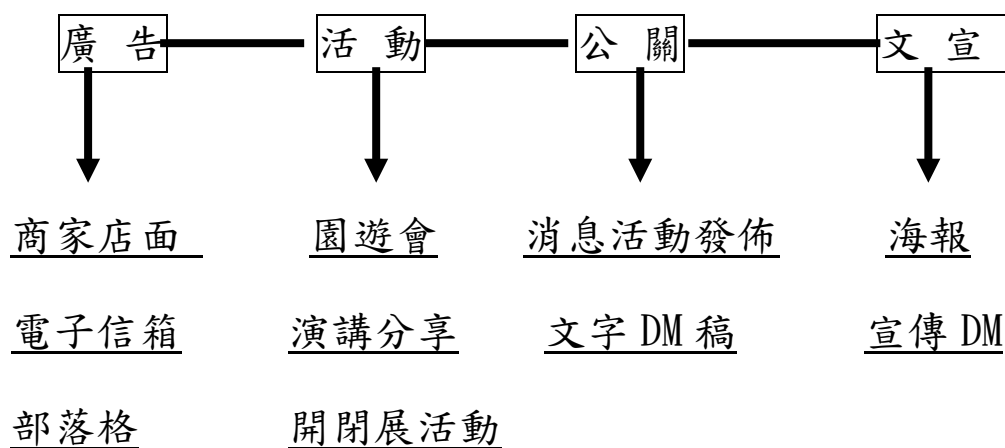 廣 告 活 動 公 關 文 宣
商家店面 園遊會 消息活動發佈 海報
電子信箱 演講分享 文字 DM 稿 宣傳 DM
部落格 開閉展活動